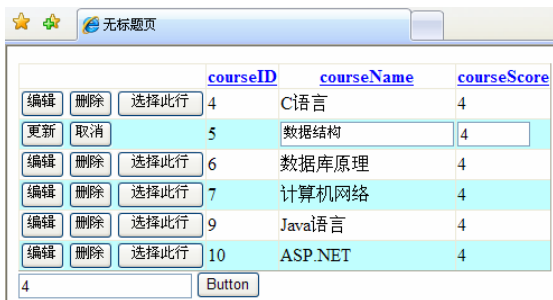 无标题页
courseID courseName courseScore
编辑 删除 选择此行 4 C语言 4
更新 取消 5 数据结构 4
编辑 删除 选择此行 6 数据库原理 4
编辑 删除 选择此行 7 计算机网络 4
编辑 删除 选择此行 9 Java语言 4
编辑 删除 选择此行 10 ASP.NET 4
4 Button